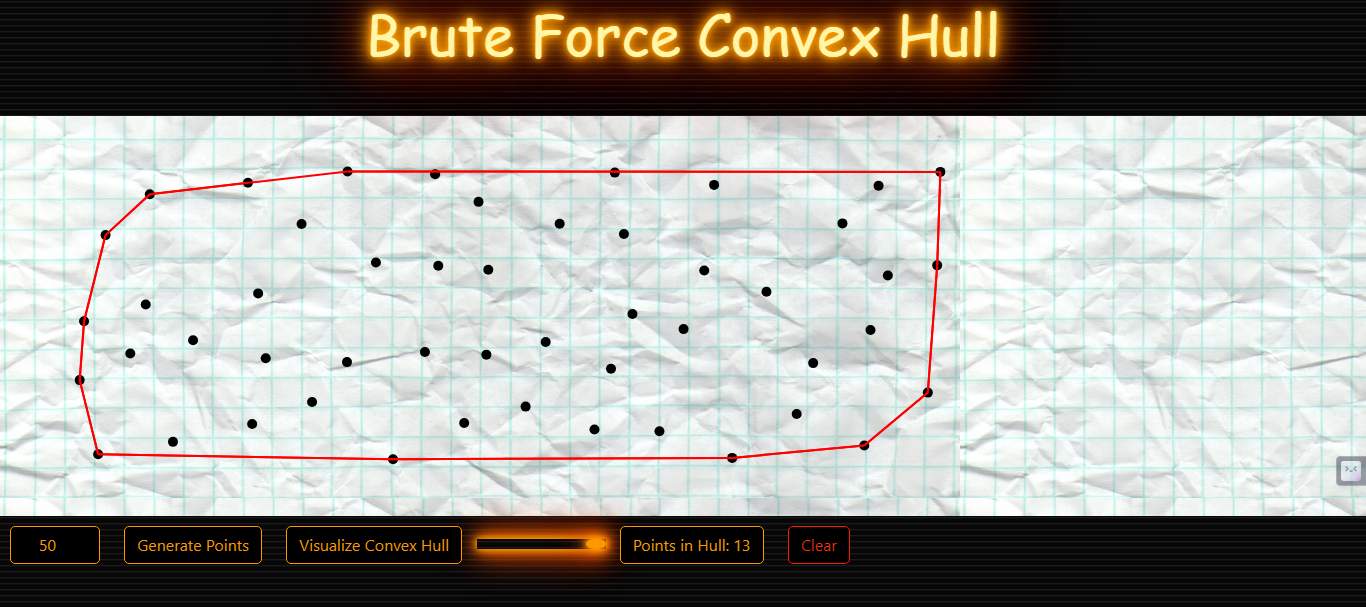 Brute Force Convex Hull
50 Generate Points Visualize Convex Hull Points in Hull: 13 Clear